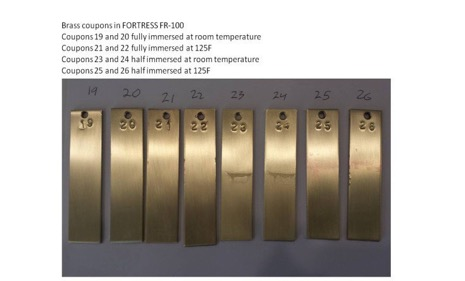 Brass coupons in FORTRESS FR-100
Coupons 19 and 20 fully immersed at room temperature
Coupons 21 and 22 fully immersed at 125F
Coupons 23 and 24 half immersed at room temperature
Coupons 25 and 26 half immersed at 125F
19 20 21 22 23 24 25 26
19 20 21 22 23 24 25 26